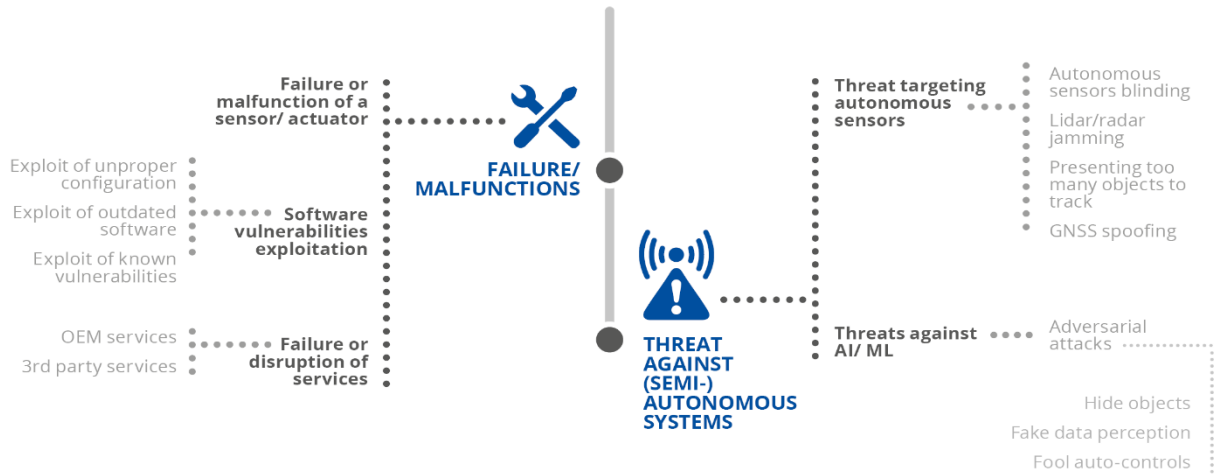 Failure or
malfunction of a
sensor/ actuator
FAILURE/
MALFUNCTIONS
Exploit of unproper
configuration
Exploit of outdated
software
Exploit of known
vulnerabilities
Software
vulnerabilities
exploitation
OEM services
3rd party services
Failure or
disruption of
services
Threat targeting
autonomous
sensors
Autonomous
sensors blinding
Lidar/radar
jamming
Presenting too
many objects to
track
GNSS spoofing
THREAT
AGAINST
(SEMI-)
AUTONOMOUS
SYSTEMS
Threats against
AI/ ML
Adversarial
attacks
Hide objects
Fake data perception
Fool auto-controls